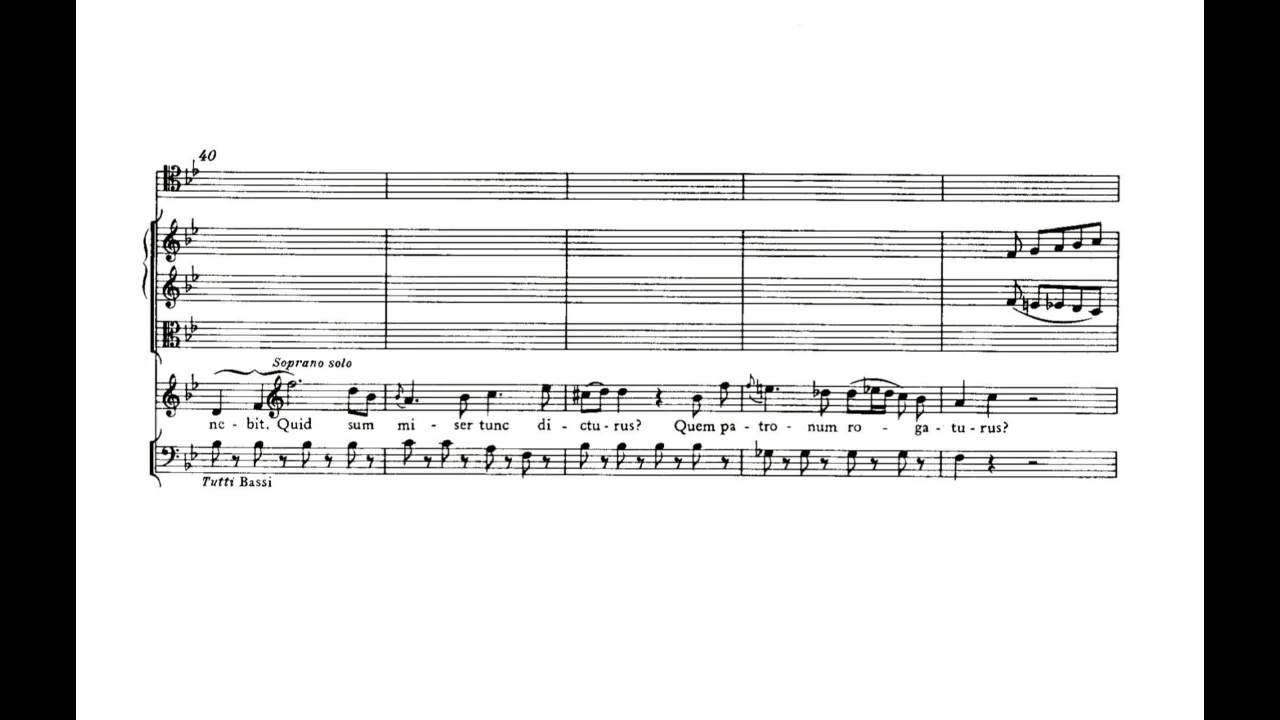 40
Soprano solo
ne - bit. Quid sum mi - ser tunc di - ctu - rus? Quem pa - tro - num ro - ga - tu - rus?
Tutti Bassi